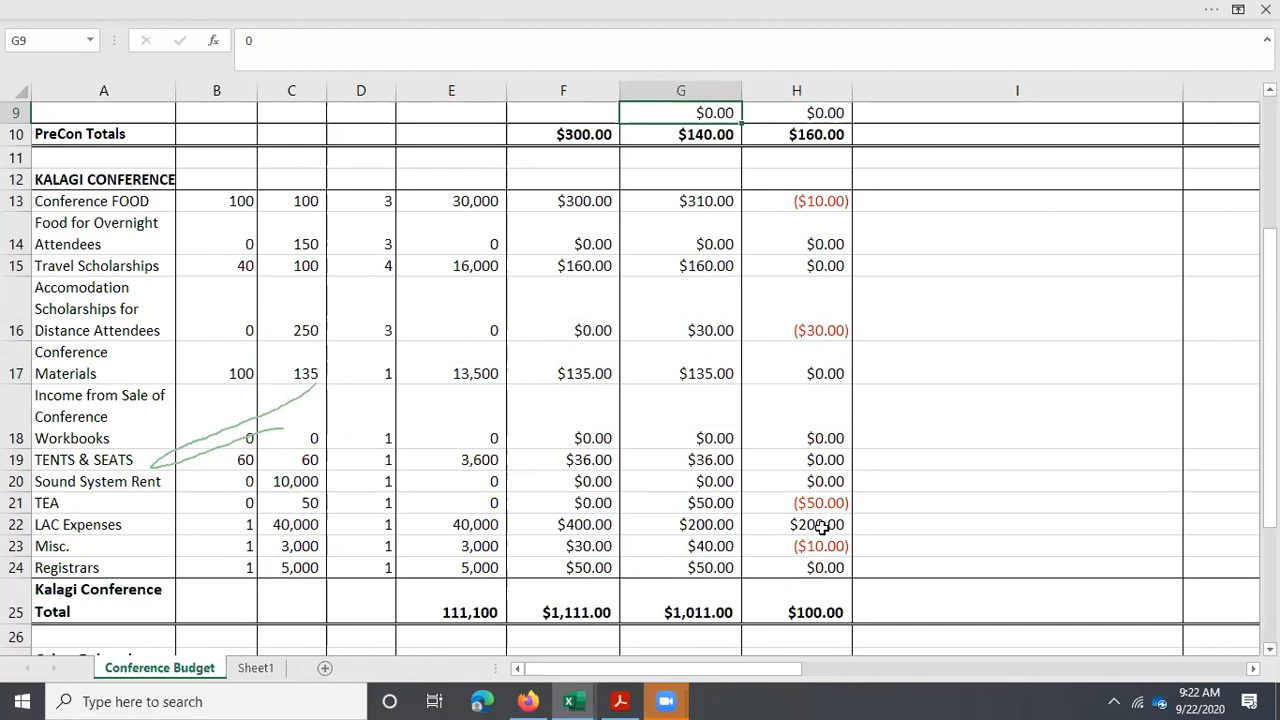 G9 0
A B C D E F G H I
9 $0.00 $0.00
10 PreCon Totals $300.00 $140.00 $160.00
11
12 KALAGI CONFERENCE
13 Conference FOOD 100 100 3 30,000 $300.00 $310.00 ($10.00)
Food for Overnight
14 Attendees 0 150 3 0 $0.00 $0.00 $0.00
15 Travel Scholarships 40 100 4 16,000 $160.00 $160.00 $0.00
Accomodation
Scholarships for
16 Distance Attendees 0 250 3 0 $0.00 $30.00 ($30.00)
Conference
17 Materials 100 135 1 13,500 $135.00 $135.00 $0.00
Income from Sale of
Conference
18 Workbooks 0 0 1 0 $0.00 $0.00 $0.00
19 TENTS & SEATS 60 60 1 3,600 $36.00 $36.00 $0.00
20 Sound System Rent 0 10,000 1 0 $0.00 $0.00 $0.00
21 TEA 0 50 1 0 $0.00 $50.00 ($50.00)
22 LAC Expenses 1 40,000 1 40,000 $400.00 $200.00 $200.00
23 Misc. 1 3,000 1 3,000 $30.00 $40.00 ($10.00)
24 Registrars 1 5,000 1 5,000 $50.00 $50.00 $0.00
Kalagi Conference
25 Total 111,100 $1,111.00 $1,011.00 $100.00
26
Conference Budget Sheet1
Type here to search
9:22 AM
9/22/2020